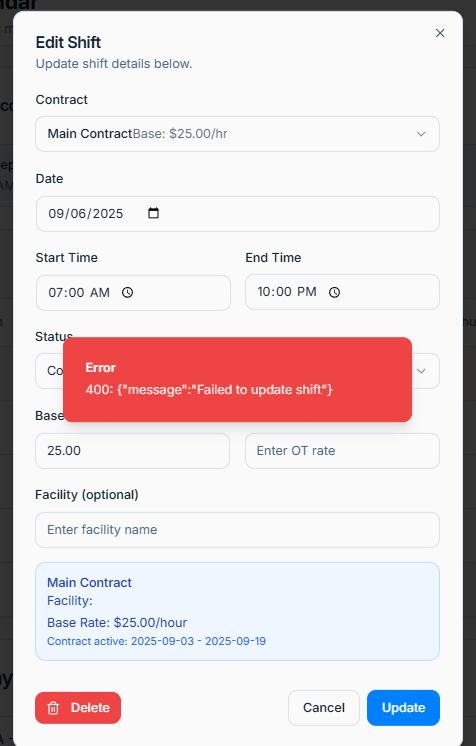 ndar
Edit Shift
Update shift details below.
Contract
Main ContractBase: $25.00/hr
Date
09/06/2025
Start Time
End Time
07:00 AM
10:00 PM
Status
Co
Error
400: {"message":"Failed to update shift"}
Base
25.00
Enter OT rate
Facility (optional)
Enter facility name
Main Contract
Facility:
Base Rate: $25.00/hour
Contract active: 2025-09-03 - 2025-09-19
Delete
Cancel
Update